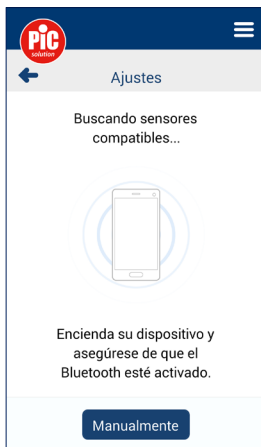 PiC
solution
Ajustes
Buscando sensores
compatibles...
Encienda su dispositivo y
asegúrese de que el
Bluetooth esté activado.
Manualmente